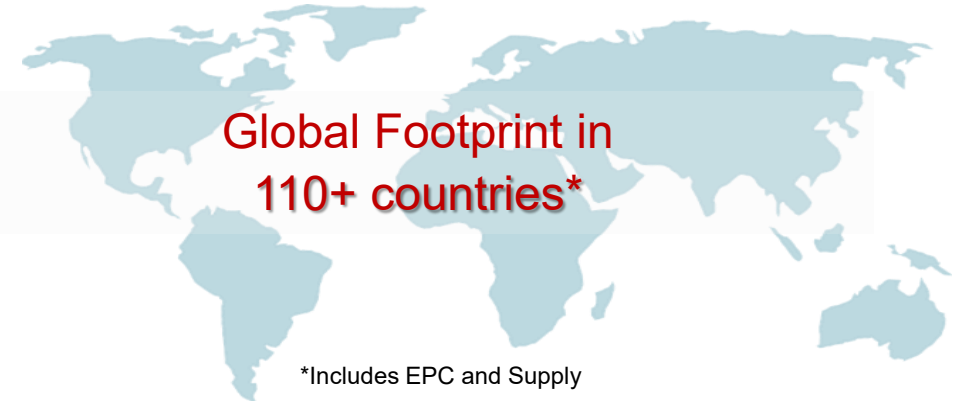 Global Footprint in
110+ countries*
*Includes EPC and Supply